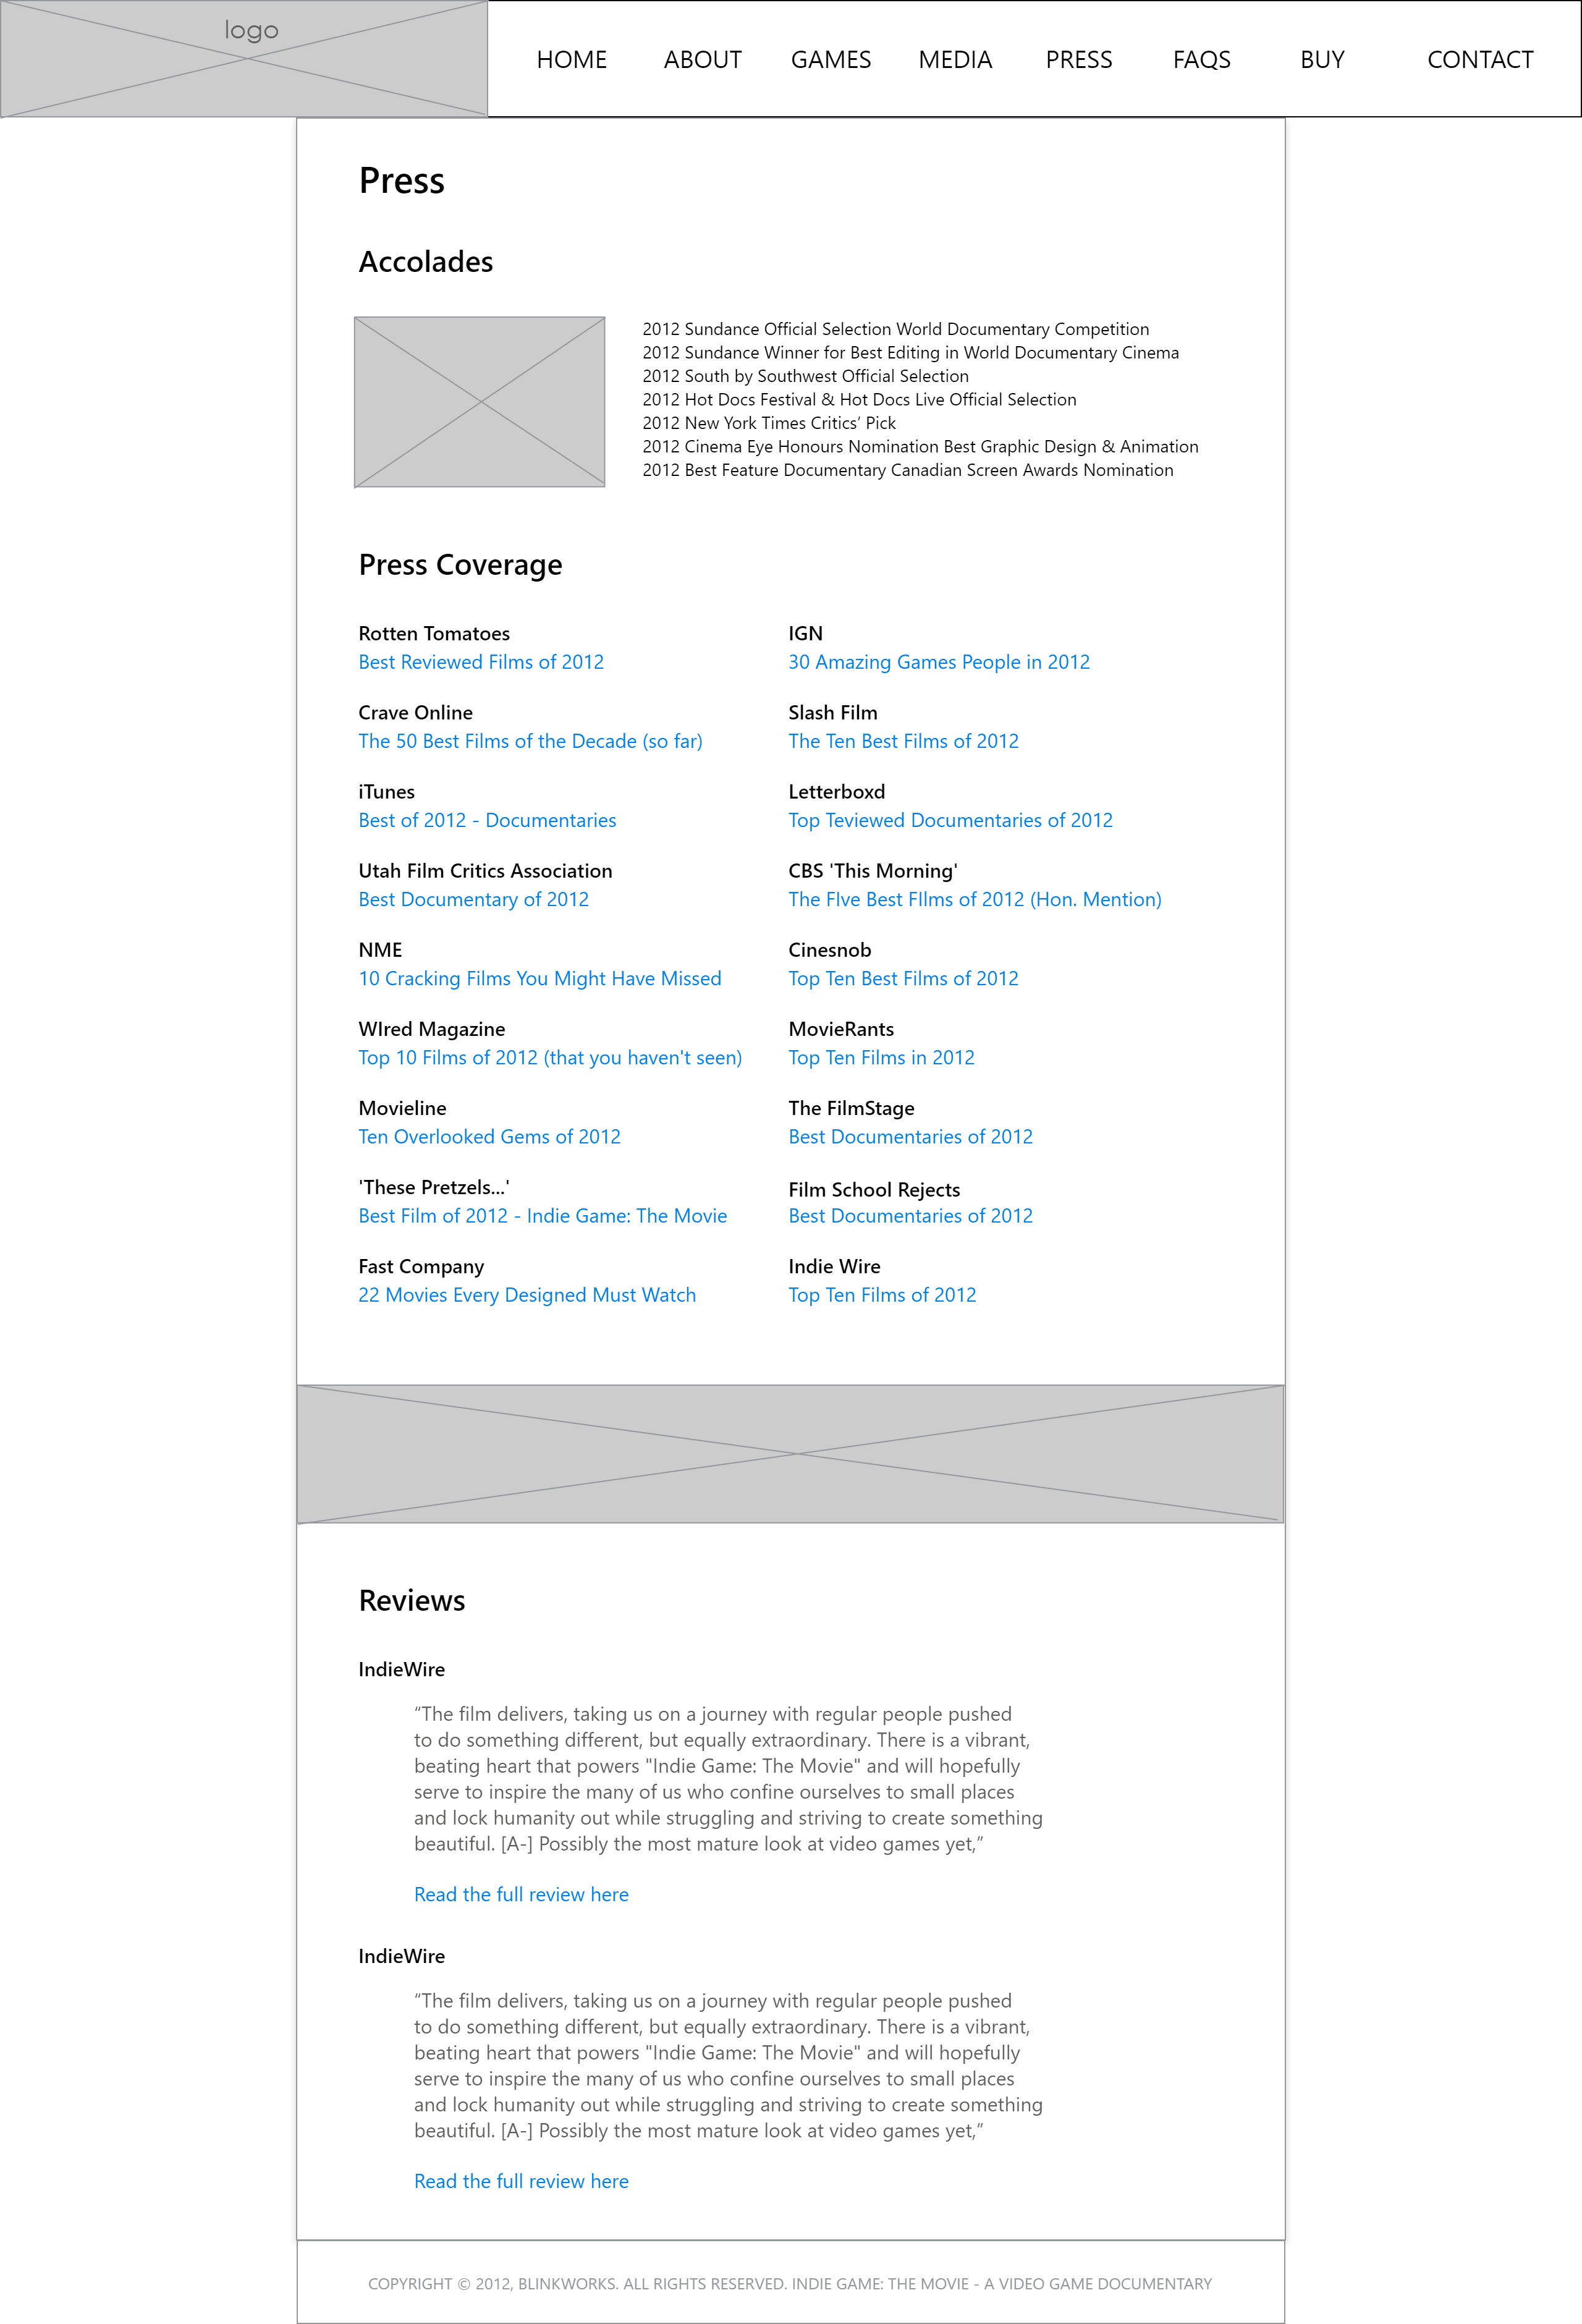 logo
HOME ABOUT GAMES MEDIA PRESS FAQS BUY CONTACT
Press
Accolades
2012 Sundance Official Selection World Documentary Competition
2012 Sundance Winner for Best Editing in World Documentary Cinema
2012 South by Southwest Official Selection
2012 Hot Docs Festival & Hot Docs Live Official Selection
2012 New York Times Critics’ Pick
2012 Cinema Eye Honours Nomination Best Graphic Design & Animation
2012 Best Feature Documentary Canadian Screen Awards Nomination
Press Coverage
Rotten Tomatoes
Best Reviewed Films of 2012
Crave Online
The 50 Best Films of the Decade (so far)
iTunes
Best of 2012 - Documentaries
Utah Film Critics Association
Best Documentary of 2012
NME
10 Cracking Films You Might Have Missed
WIred Magazine
Top 10 Films of 2012 (that you haven't seen)
Movieline
Ten Overlooked Gems of 2012
'These Pretzels...'
Best Film of 2012 - Indie Game: The Movie
Fast Company
22 Movies Every Designed Must Watch
IGN
30 Amazing Games People in 2012
Slash Film
The Ten Best Films of 2012
Letterboxd
Top Teviewed Documentaries of 2012
CBS 'This Morning'
The FIve Best FIlms of 2012 (Hon. Mention)
Cinesnob
Top Ten Best Films of 2012
MovieRants
Top Ten Films in 2012
The FilmStage
Best Documentaries of 2012
Film School Rejects
Best Documentaries of 2012
Indie Wire
Top Ten Films of 2012
Reviews
IndieWire
“The film delivers, taking us on a journey with regular people pushed
to do something different, but equally extraordinary. There is a vibrant,
beating heart that powers "Indie Game: The Movie" and will hopefully
serve to inspire the many of us who confine ourselves to small places
and lock humanity out while struggling and striving to create something
beautiful. [A-] Possibly the most mature look at video games yet,”
Read the full review here
IndieWire
“The film delivers, taking us on a journey with regular people pushed
to do something different, but equally extraordinary. There is a vibrant,
beating heart that powers "Indie Game: The Movie" and will hopefully
serve to inspire the many of us who confine ourselves to small places
and lock humanity out while struggling and striving to create something
beautiful. [A-] Possibly the most mature look at video games yet,”
Read the full review here
COPYRIGHT © 2012, BLINKWORKS. ALL RIGHTS RESERVED. INDIE GAME: THE MOVIE - A VIDEO GAME DOCUMENTARY